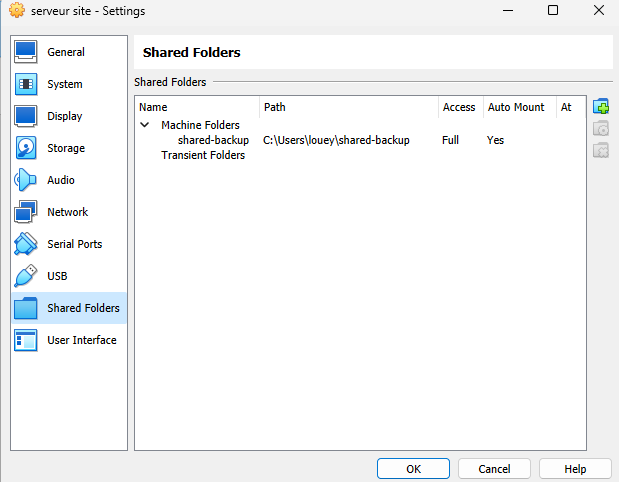 serveur site - Settings
General
System
Display
Storage
Audio
Network
Serial Ports
USB
Shared Folders
User Interface
Shared Folders
Shared Folders
Name Path Access Auto Mount At
Machine Folders
shared-backup C:\Users\louey\shared-backup Full Yes
Transient Folders
OK Cancel Help